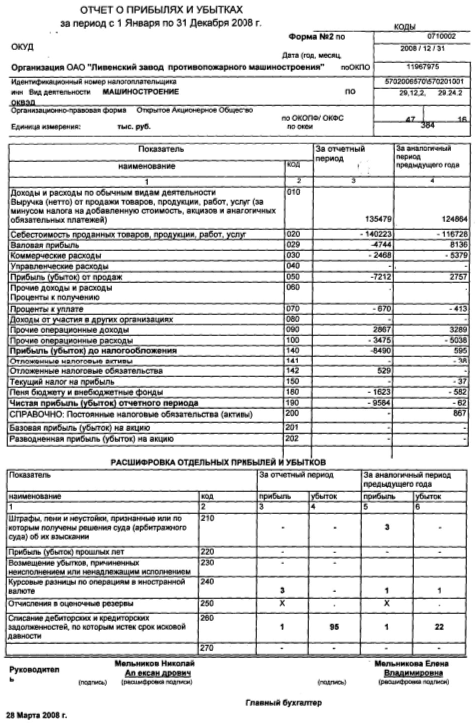 ОТЧЕТ О ПРИБЫЛЯХ И УБЫТКАХ
за период с 1 Января по 31 Декабря 2008 г.
КОДЫ
Форма №2 по 0710002
ОКУД
Дата (год, месяц, 2008 / 12 / 31
Организация ОАО "Ливенский завод противопожарного машиностроения" поОКПО 11967975
Идентификационный номер налогоплательщика 5702006570\570201001
инн Вид деятельности МАШИНОСТРОЕНИЕ ПО 29,12,2, 29.24.2
ОКВЭД
Организационно-правовая форма Открытое Акционерное Общество
по ОКОПФ/ ОКФС 47 16
Единица измерения: тыс. руб. по океи 384
Показатель За отчетный период За аналогичный период предыдущего года
наименование код
1 2 3 4
Доходы и расходы по обычным видам деятельности 010
Выручка (нетто) от продажи товаров, продукции, работ, услуг (за
минусом налога на добавленную стоимость, акцизов и аналогичных
обязательных платежей) 135479 124864
Себестоимость проданных товаров, продукции, работ, услуг 020 - 140223 - 116728
Валовая прибыль 029 -4744 8136
Коммерческие расходы 030 - 2468 - 5379
Управленческие расходы 040 - -
Прибыль (убыток) от продаж 050 -7212 2757
Прочие доходы и расходы 060
Проценты к получению
Проценты к уплате 070 - 670 - 413
Доходы от участия в других организациях 080 - -
Прочие операционные доходы 090 2867 3289
Прочие операционные расходы 100 - 3475 - 5038
Прибыль (убыток) до налогообложения 140 -8490 595
Отложенные налоговые активы 141 - - 38
Отложенные налоговые обязательства 142 529 -
Текущий налог на прибыль 150 - - 37
Пеня бюджету и внебюджетные фонды 180 - 1623 - 582
Чистая прибыль (убыток) отчетного периода 190 - 9584 - 62
СПРАВОЧНО: Постоянные налоговые обязательства (активы) 200 867
Базовая прибыль (убыток) на акцию 201 - -
Разводненная прибыль (убыток) на акцию 202 - -
РАСШИФРОВКА ОТДЕЛЬНЫХ ПРИБЫЛЕЙ И УБЫТКОВ
Показатель За отчетный период За аналогичный период
предыдущего года
наименование код прибыль убыток прибыль убыток
1 2 3 4 5 6
Штрафы, пени и неустойки, признанные или по 210
которым получены решения суда (арбитражного - - 3 -
суда) об их взыскании
Прибыль (убыток) прошлых лет 220 - - - -
Возмещение убытков, причиненных 230
неисполнением или ненадлежащим исполнением - - - -
Курсовые разницы по операциям в иностранной 240
валюте 3 - 1 1
Отчисления в оценочные резервы 250 X . X .
Списание дебиторских и кредиторских 260
задолженностей, по которым истек срок исковой 1 95 1 22
давности
270 - - - -
Руководител
ь
Мельников Николай
Ал ексан дрович
(подпись) (расшифровка подписи)
Мельникова Елена
Владимировна
(подпись) (расшифровка подписи)
Главный бухгалтер
28 Марта 2008 г.